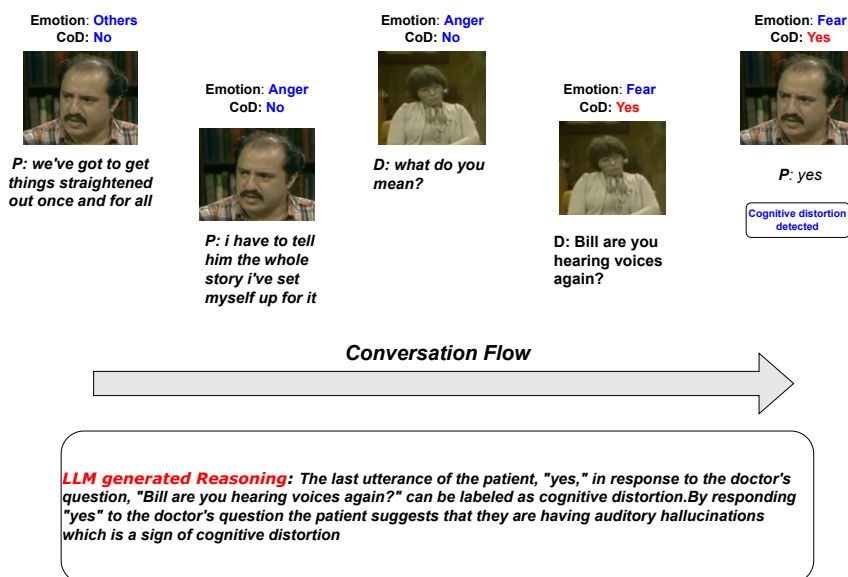 Emotion: Others
CoD: No
P: we've got to get
things straightened
out once and for all
Emotion: Anger
CoD: No
P: i have to tell
him the whole
story i've set
myself up for it
Emotion: Anger
CoD: No
D: what do you
mean?
Emotion: Fear
CoD: Yes
D: Bill are you
hearing voices
again?
Emotion: Fear
CoD: Yes
P: yes
Cognitive distortion
detected
Conversation Flow
LLM generated Reasoning: The last utterance of the patient, "yes," in response to the doctor's
question, "Bill are you hearing voices again?" can be labeled as cognitive distortion.By responding
"yes" to the doctor's question the patient suggests that they are having auditory hallucinations
which is a sign of cognitive distortion